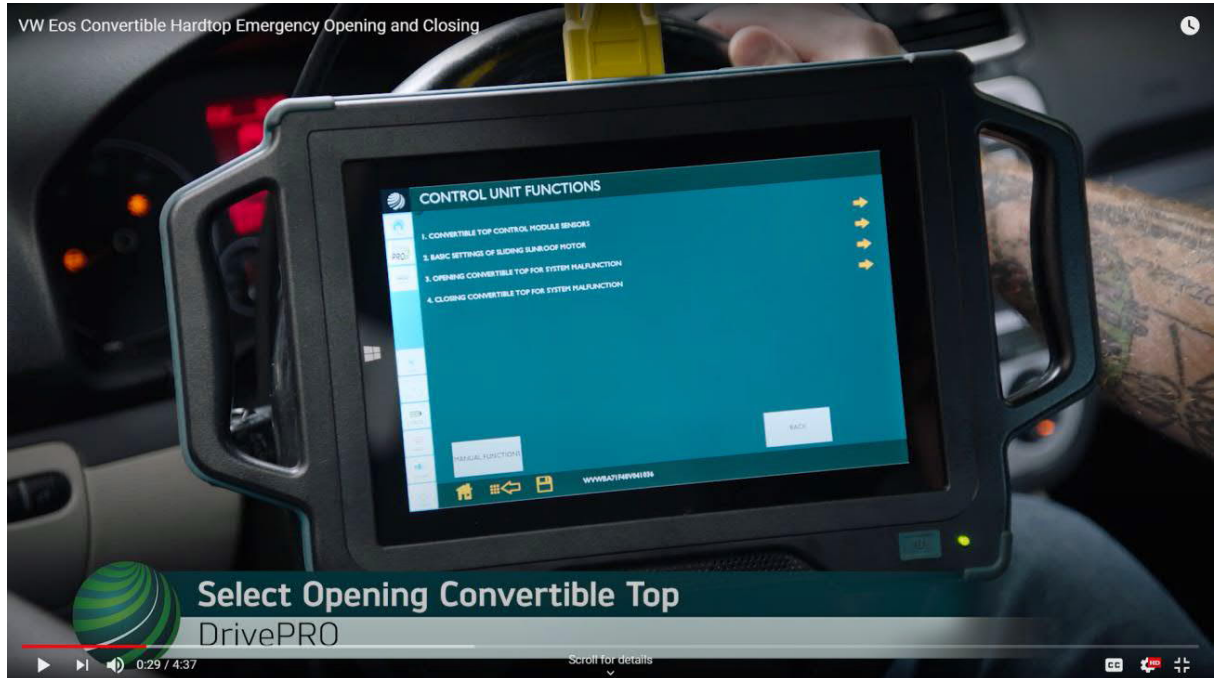 VW Eos Convertible Hardtop Emergency Opening and Closing
CONTROL UNIT FUNCTIONS
1. CONVERTIBLE TOP CONTROL MODULE SENSORS
2. BASIC SETTINGS OF SLIDING SUNROOF MOTOR
3. OPENING CONVERTIBLE TOP FOR SYSTEM MALFUNCTION
4. CLOSING CONVERTIBLE TOP FOR SYSTEM MALFUNCTION
MANUAL FUNCTIONS
BACK
Select Opening Convertible Top
DrivePRO
0:29 / 4:37
Scroll for details
CC
HD